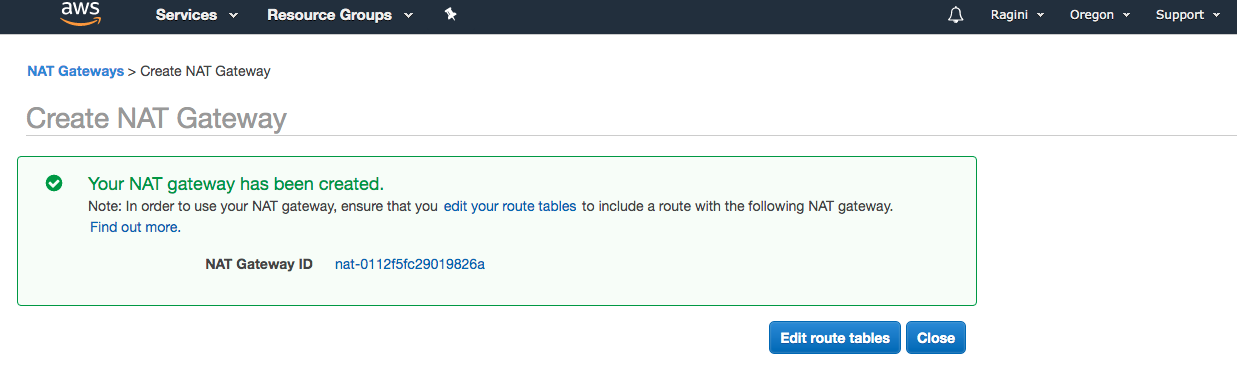 aws Services Resource Groups Ragini Oregon Support
NAT Gateways > Create NAT Gateway
Create NAT Gateway
Your NAT gateway has been created.
Note: In order to use your NAT gateway, ensure that you edit your route tables to include a route with the following NAT gateway.
Find out more.
NAT Gateway ID nat-0112f5fc29019826a
Edit route tables Close